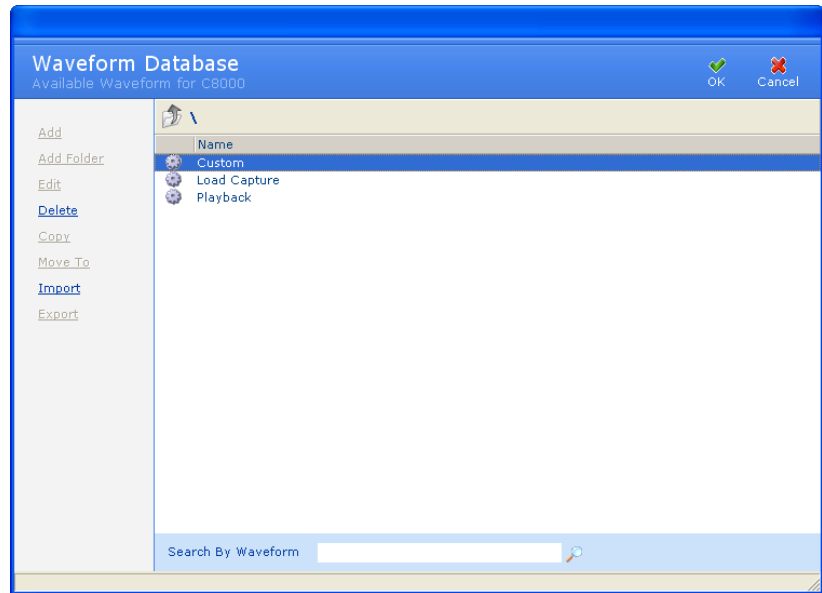 Waveform Database
Available Waveform for C8000
OK
Cancel
Add
Add Folder
Edit
Delete
Copy
Move To
Import
Export
\
Name
Custom
Load Capture
Playback
Search By Waveform